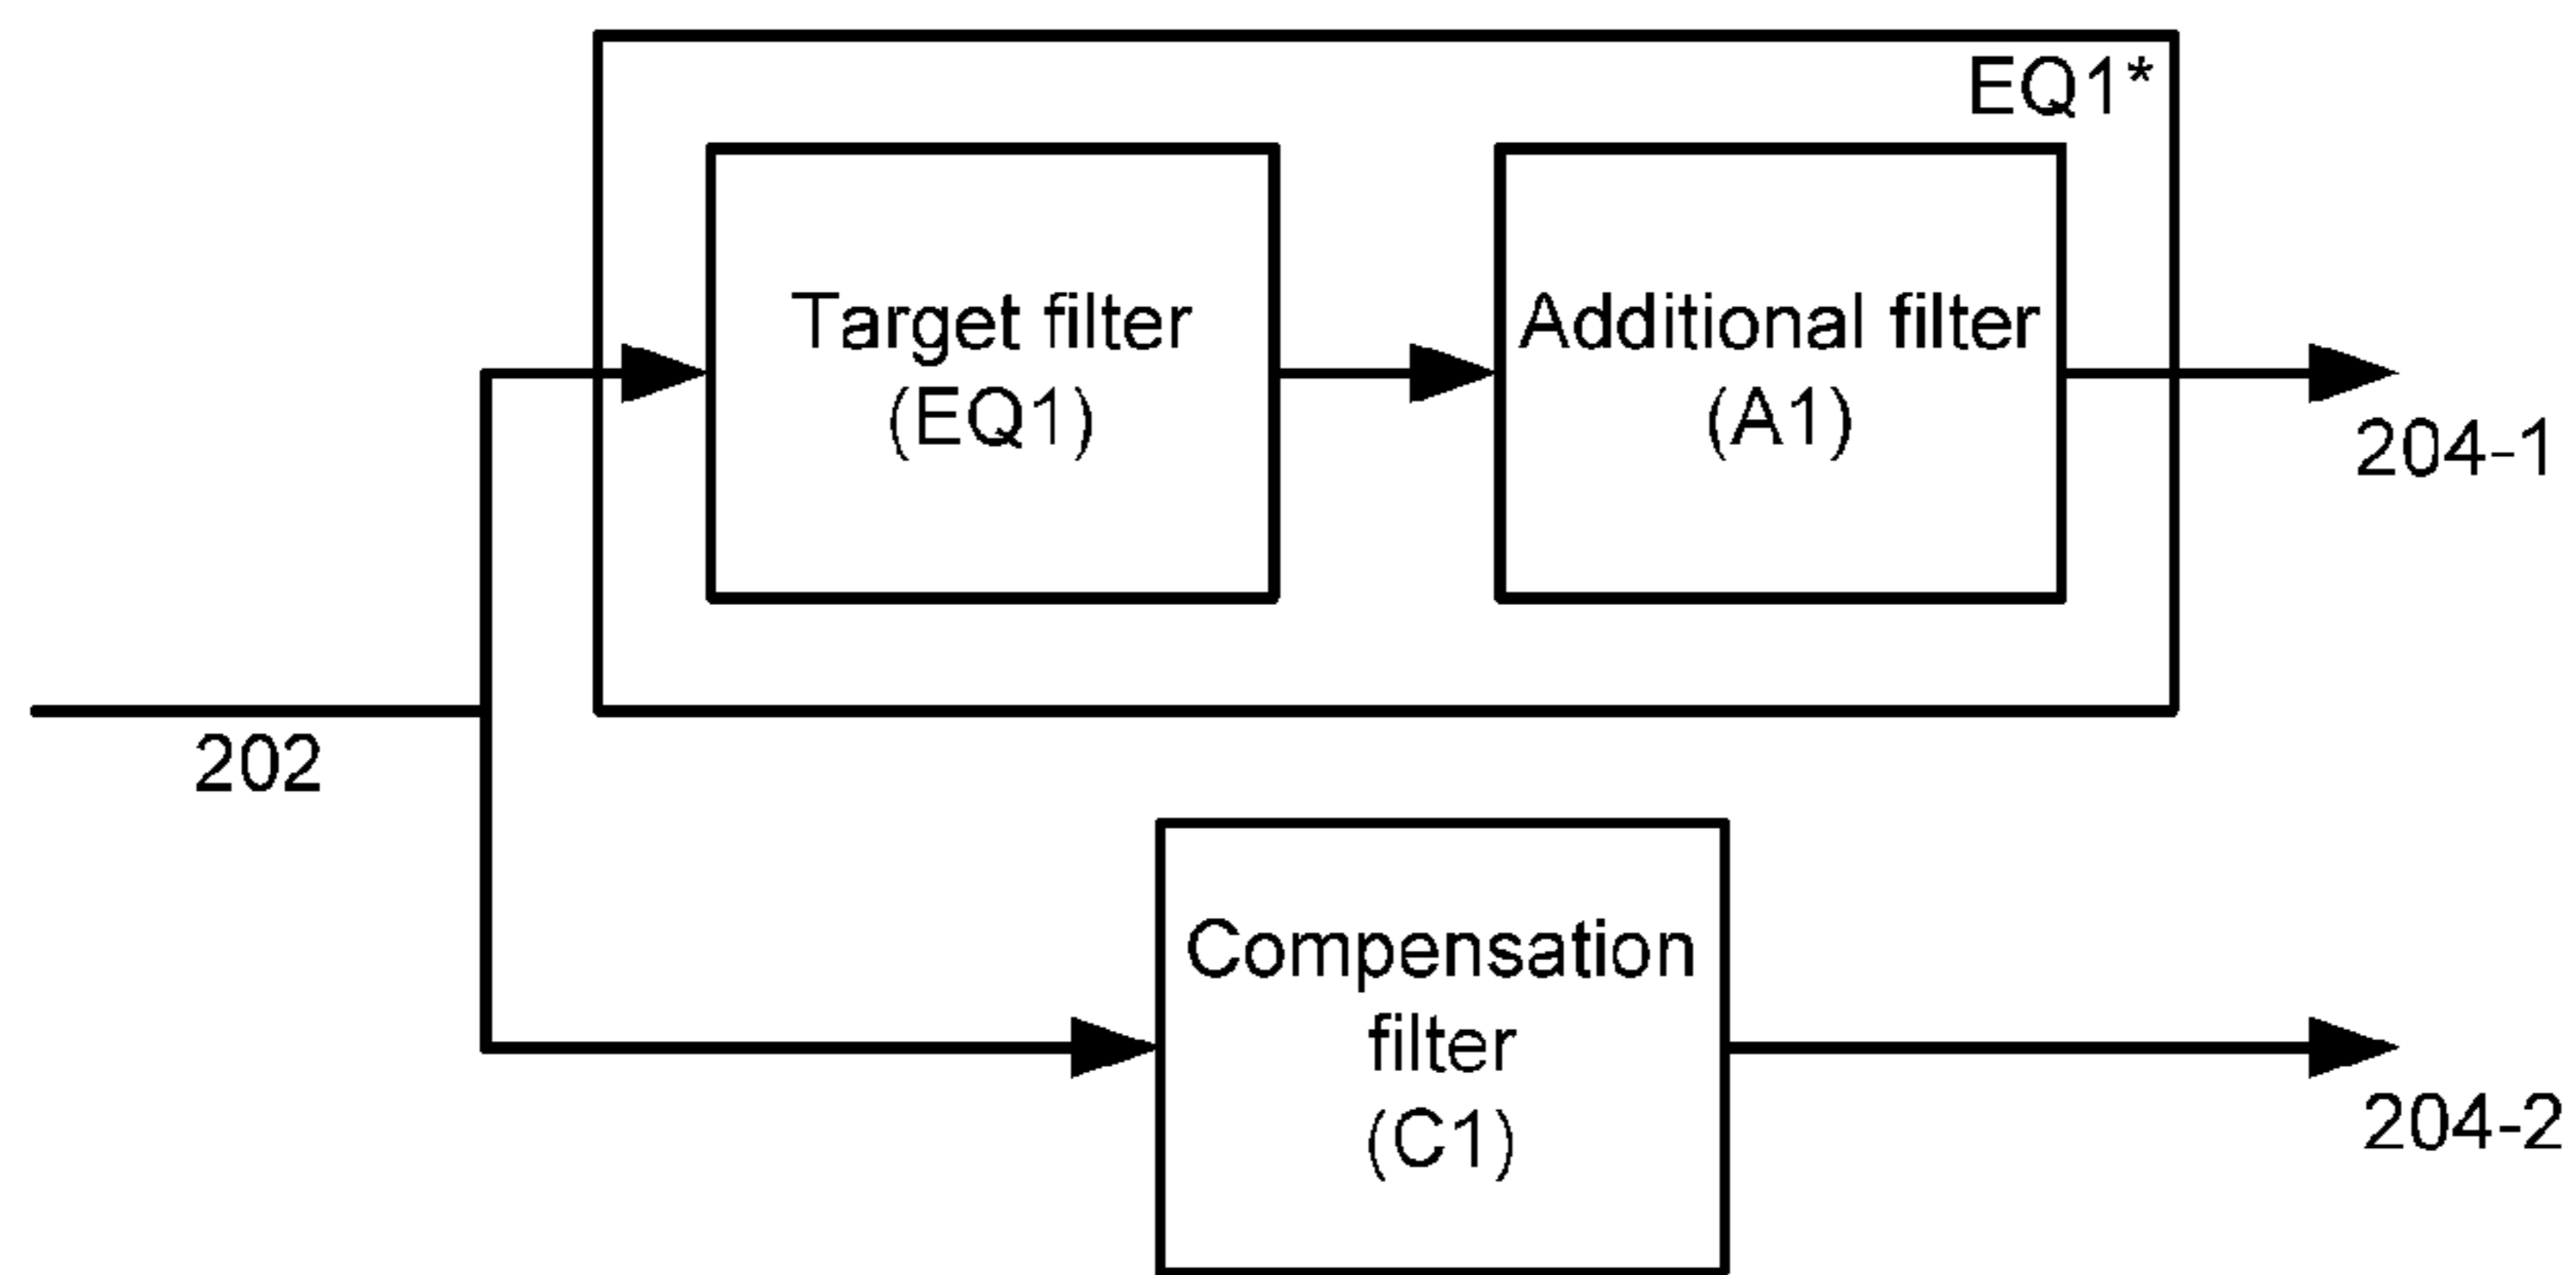 EQ1*
Target filter
(EQ1)
Additional filter
(A1)
204-1
202
Compensation
filter
(C1)
204-2